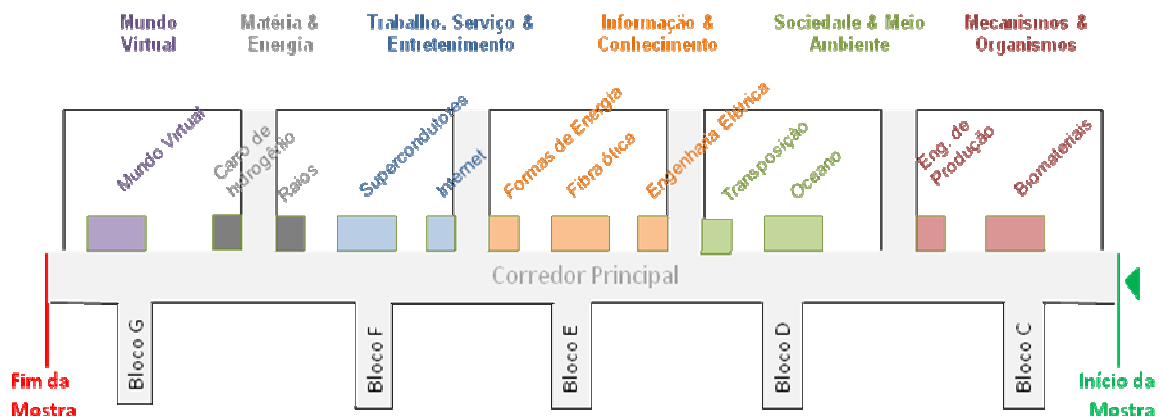 Mundo
Virtual
Matéria &
Energia
Trabalho, Serviço &
Entretenimento
Informação &
Conhecimento
Sociedade & Meio
Ambiente
Mecanismos &
Organismos
Mundo Virtual
Carro de
hidrogênio
Raios
Supercondutores
Internet
Formas de Energia
Fibra ótica
Engenharia Elétrica
Transposição
Oceano
Eng. de
Produção
Biomateriais
Corredor Principal
Bloco G
Bloco F
Bloco E
Bloco D
Bloco C
Fim da
Mostra
Início da
Mostra